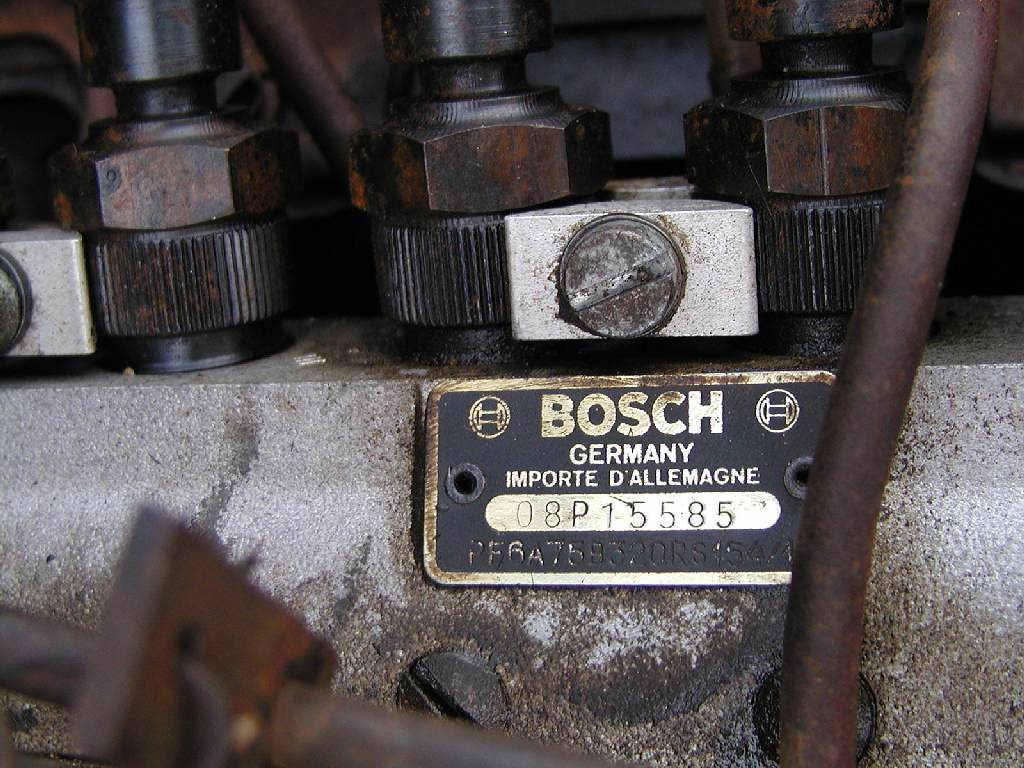 BOSCH
GERMANY
IMPORTE D'ALLEMAGNE
08P15585